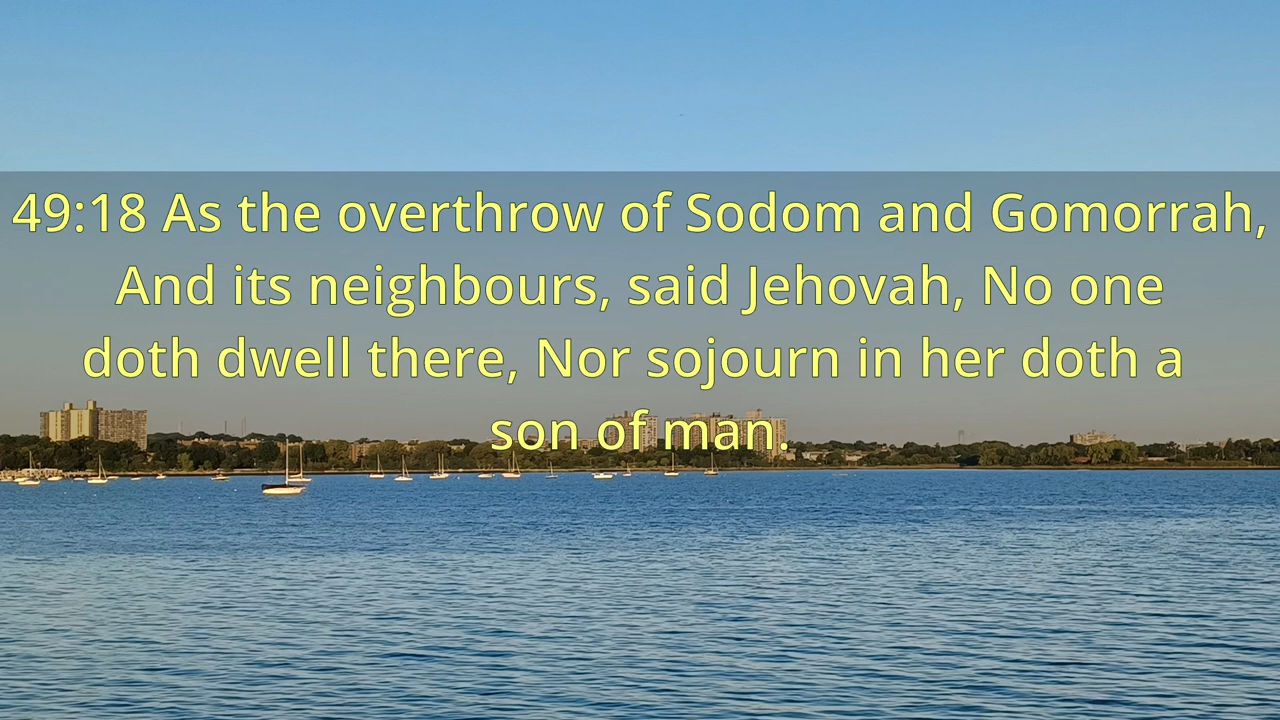 49:18 As the overthrow of Sodom and Gomorrah,
And its neighbours, said Jehovah, No one
doth dwell there, Nor sojourn in her doth a
son of man.